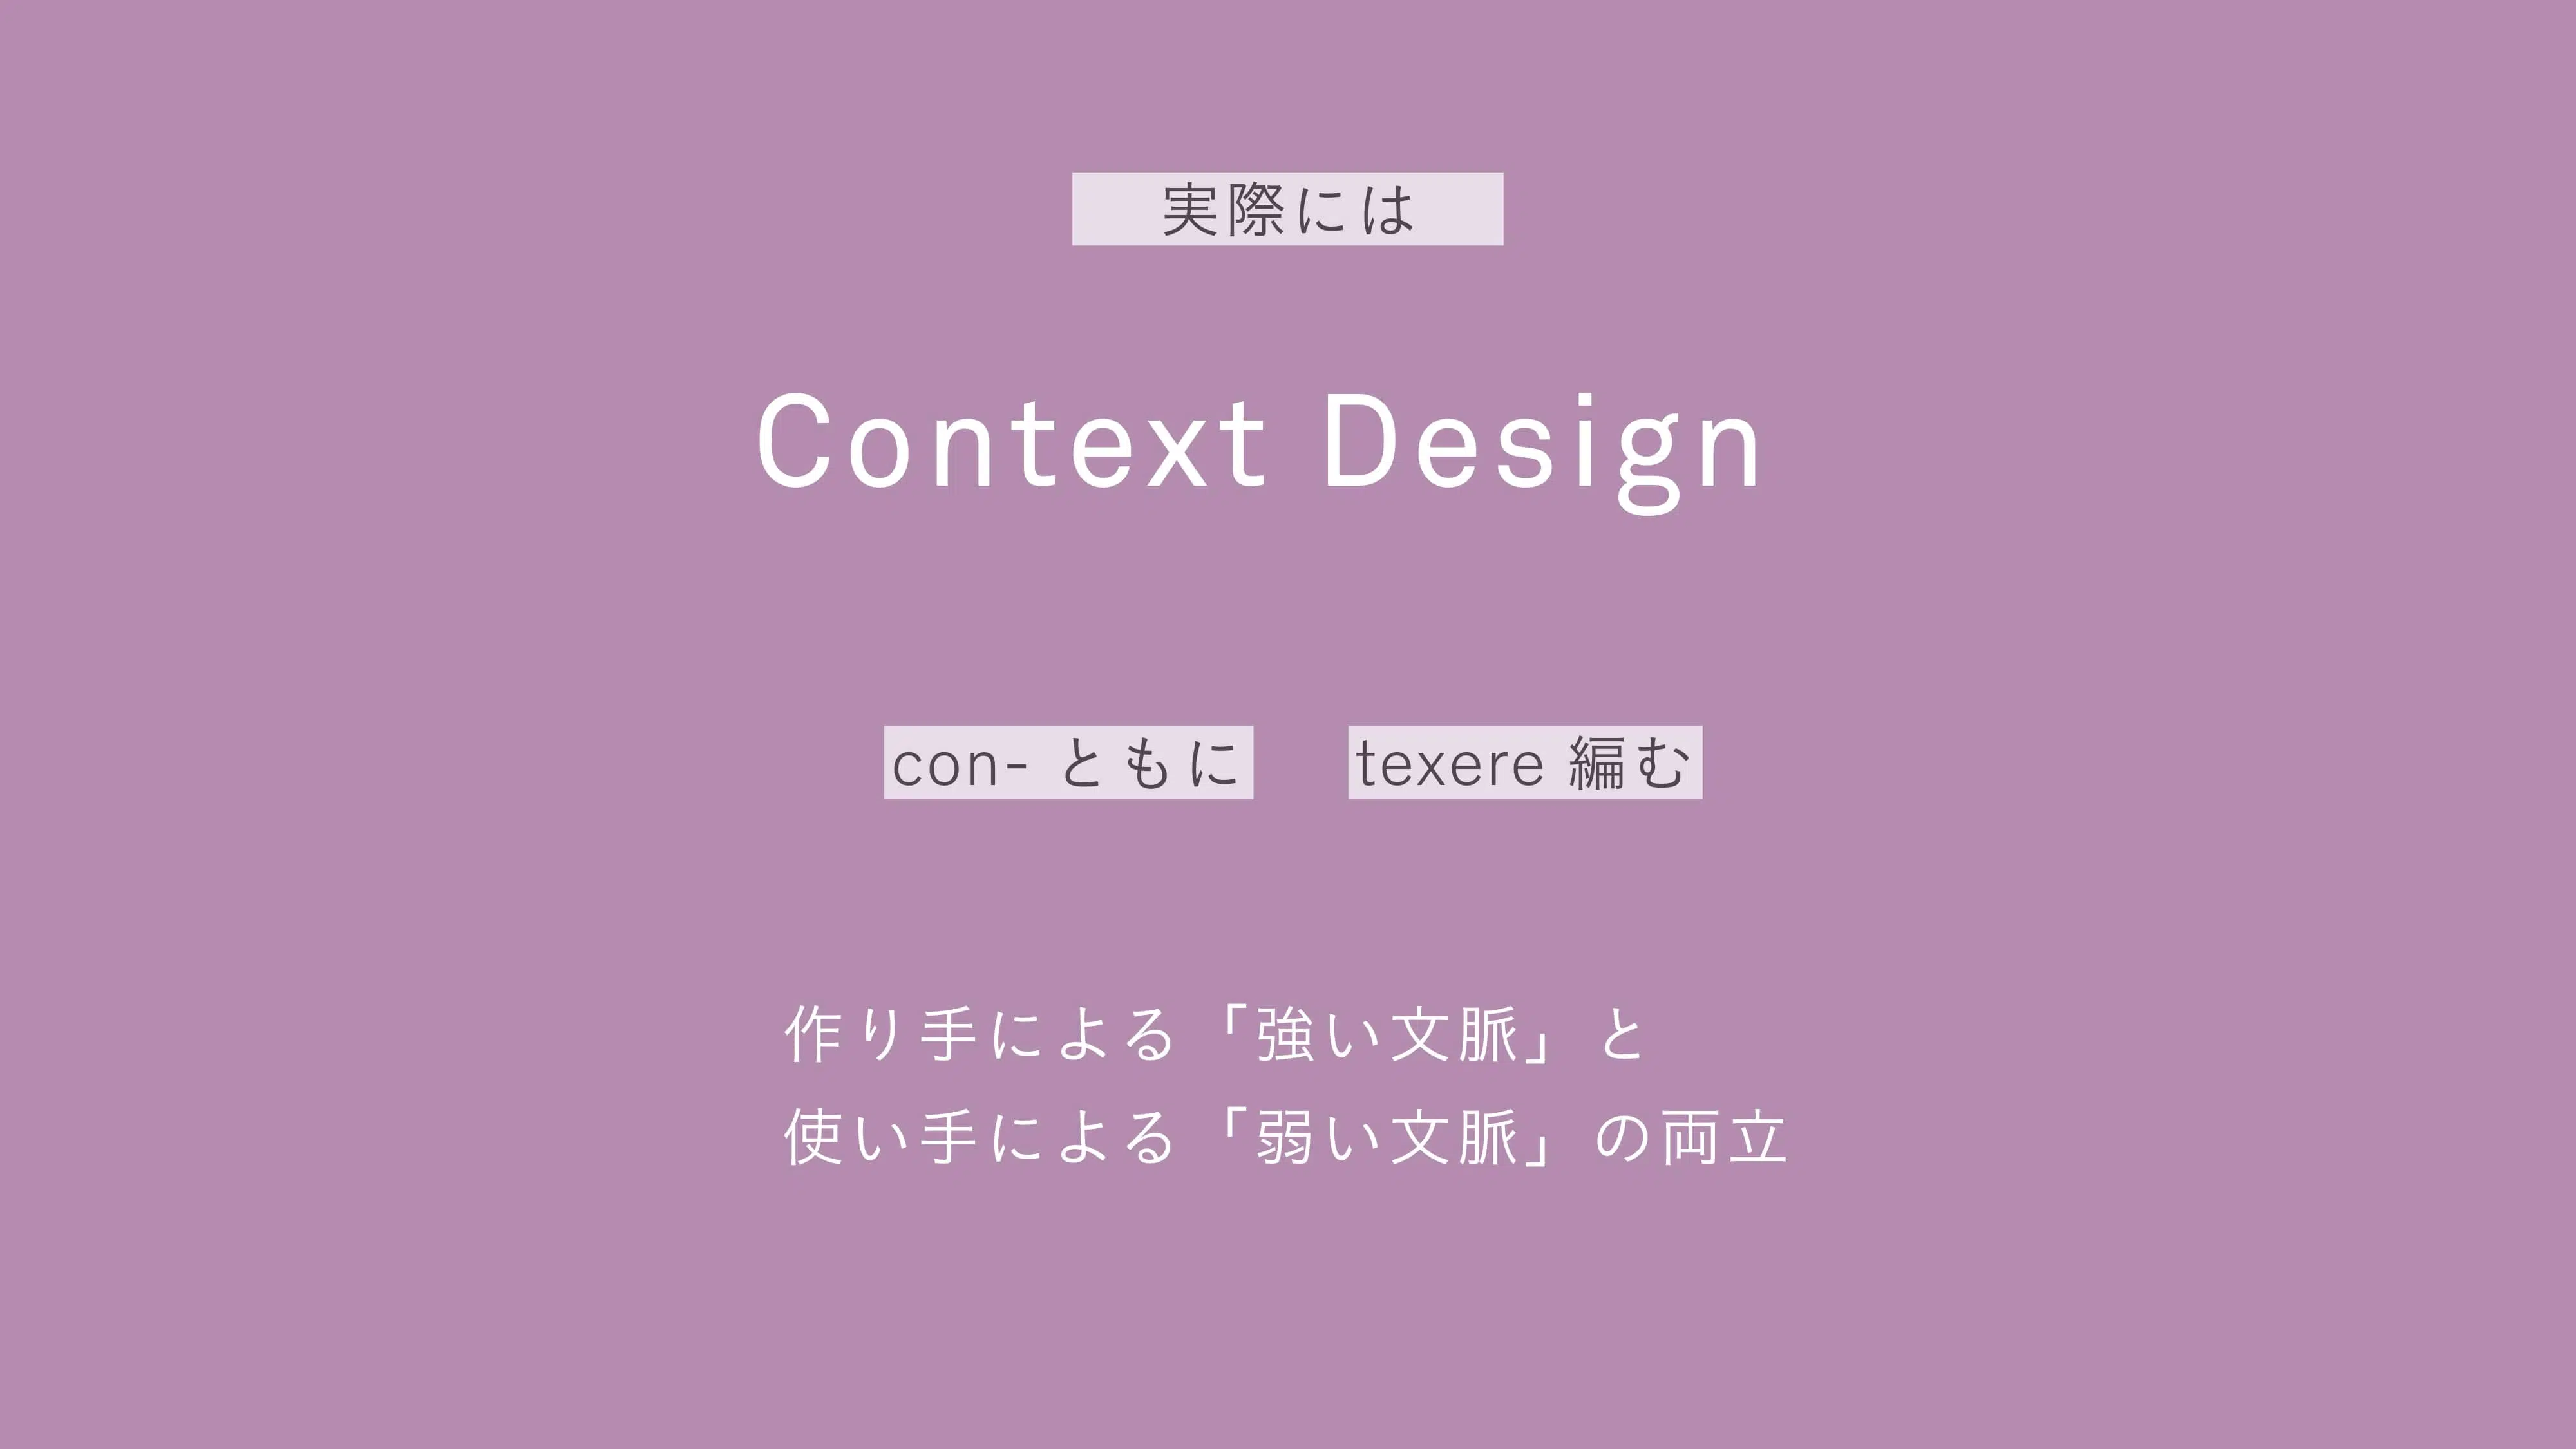 実際には
Context Design
con- ともに texere 編む
作り手による「強い文脈」と
使い手による「弱い文脈」の両立